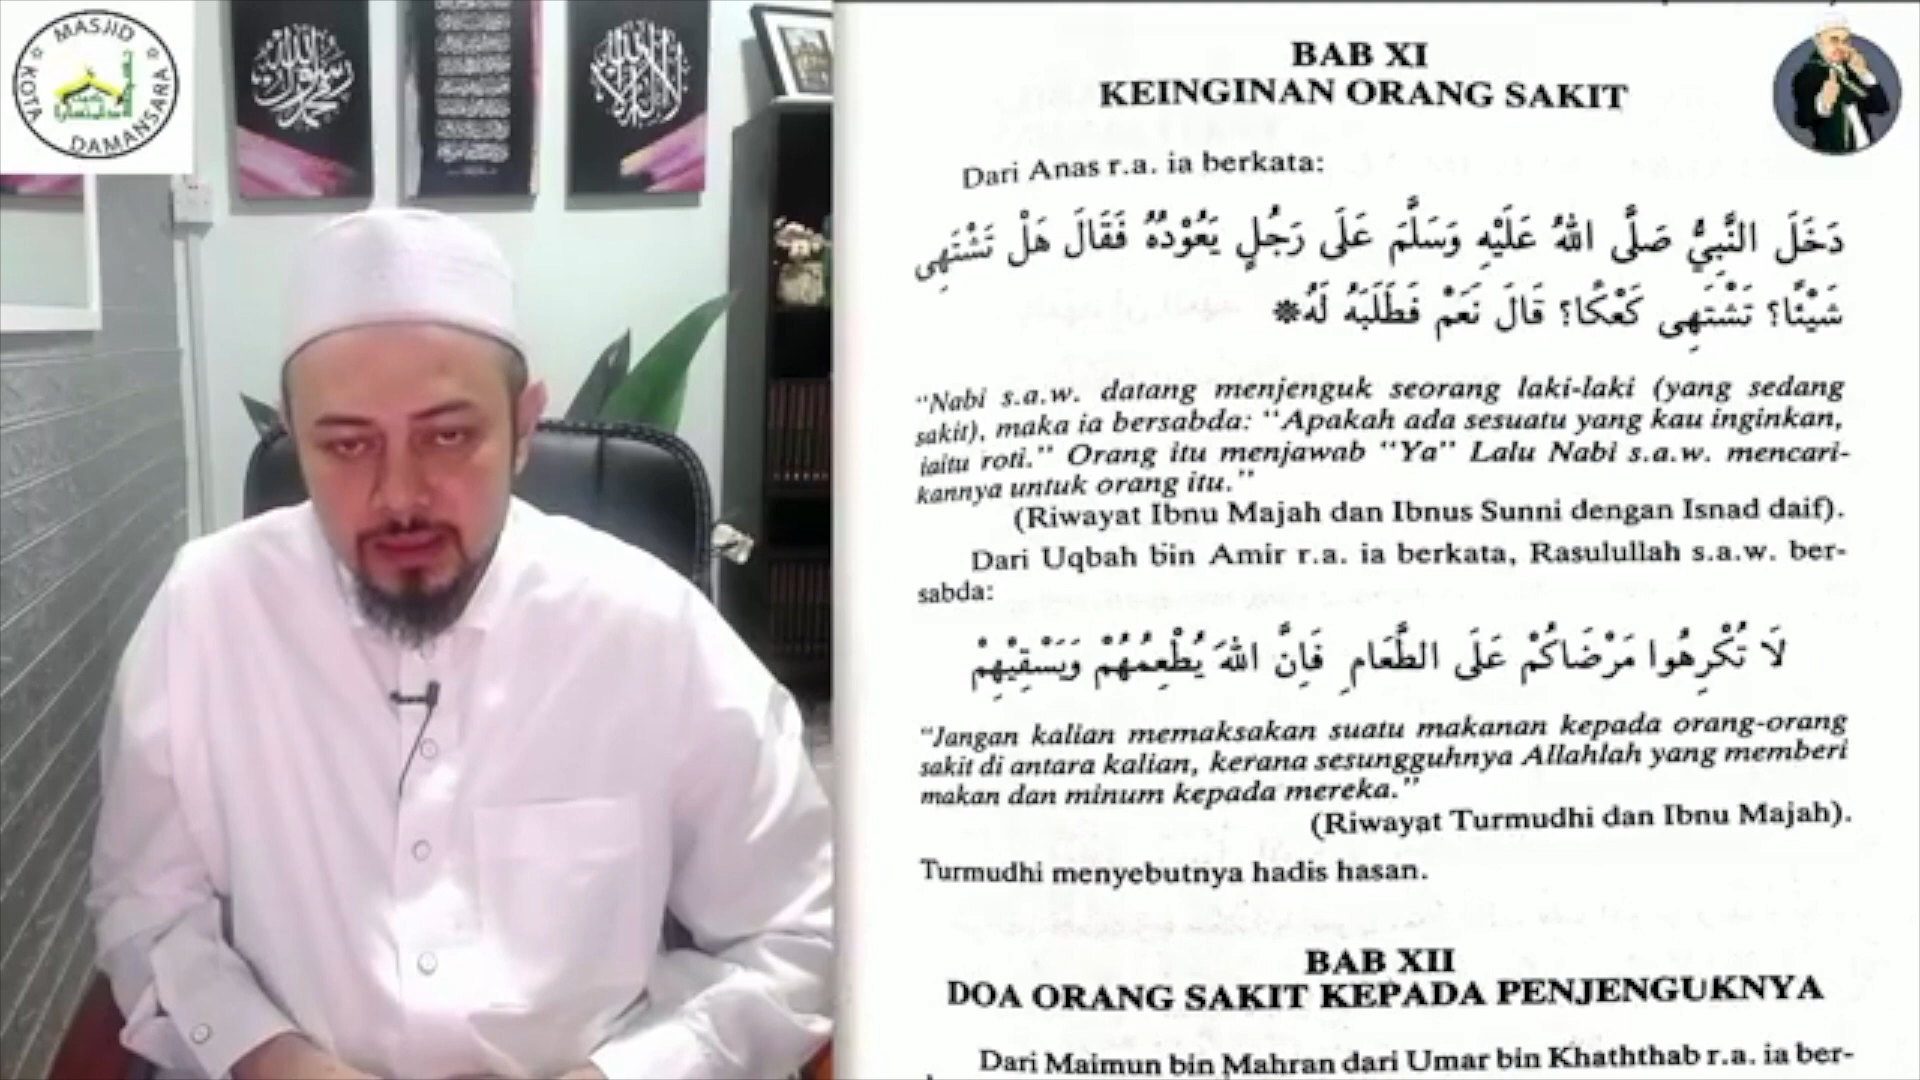 MASJID
KOTA
DAMANSARA
BAB XI
KEINGINAN ORANG SAKIT
Dari Anas r.a. ia berkata:
دَخَلَ النَّبِيُّ صَلَّى اللهُ عَلَيْهِ وَسَلَّمَ عَلَى رَجُلٍ يَعُوْدُهُ فَقَالَ هَلْ تَشْتَهِى
شَيْئًا؟ تَشْتَهِى كَعْكًا؟ قَالَ نَعَمْ فَطَلَبَهُ لَهُ*
“Nabi s.a.w. datang menjenguk seorang laki-laki (yang sedang
sakit), maka ia bersabda: “Apakah ada sesuatu yang kau inginkan,
iaitu roti.” Orang itu menjawab “Ya” Lalu Nabi s.a.w. mencari-
kannya untuk orang itu.”
(Riwayat Ibnu Majah dan Ibnus Sunni dengan Isnad daif).
Dari Uqbah bin Amir r.a. ia berkata, Rasulullah s.a.w. ber-
sabda:
لَا تُكْرِهُوا مَرْضَاكُمْ عَلَى الطَّعَامِ فَاِنَّ اللهَ يُطْعِمُهُمْ وَيَسْقِيْهِمْ
“Jangan kalian memaksakan suatu makanan kepada orang-orang
sakit di antara kalian, kerana sesungguhnya Allahlah yang memberi
makan dan minum kepada mereka.”
(Riwayat Turmudhi dan Ibnu Majah).
Turmudhi menyebutnya hadis hasan.
BAB XII
DOA ORANG SAKIT KEPADA PENJENGUKNYA
Dari Maimun bin Mahran dari Umar bin Khaththab r.a. ia ber-